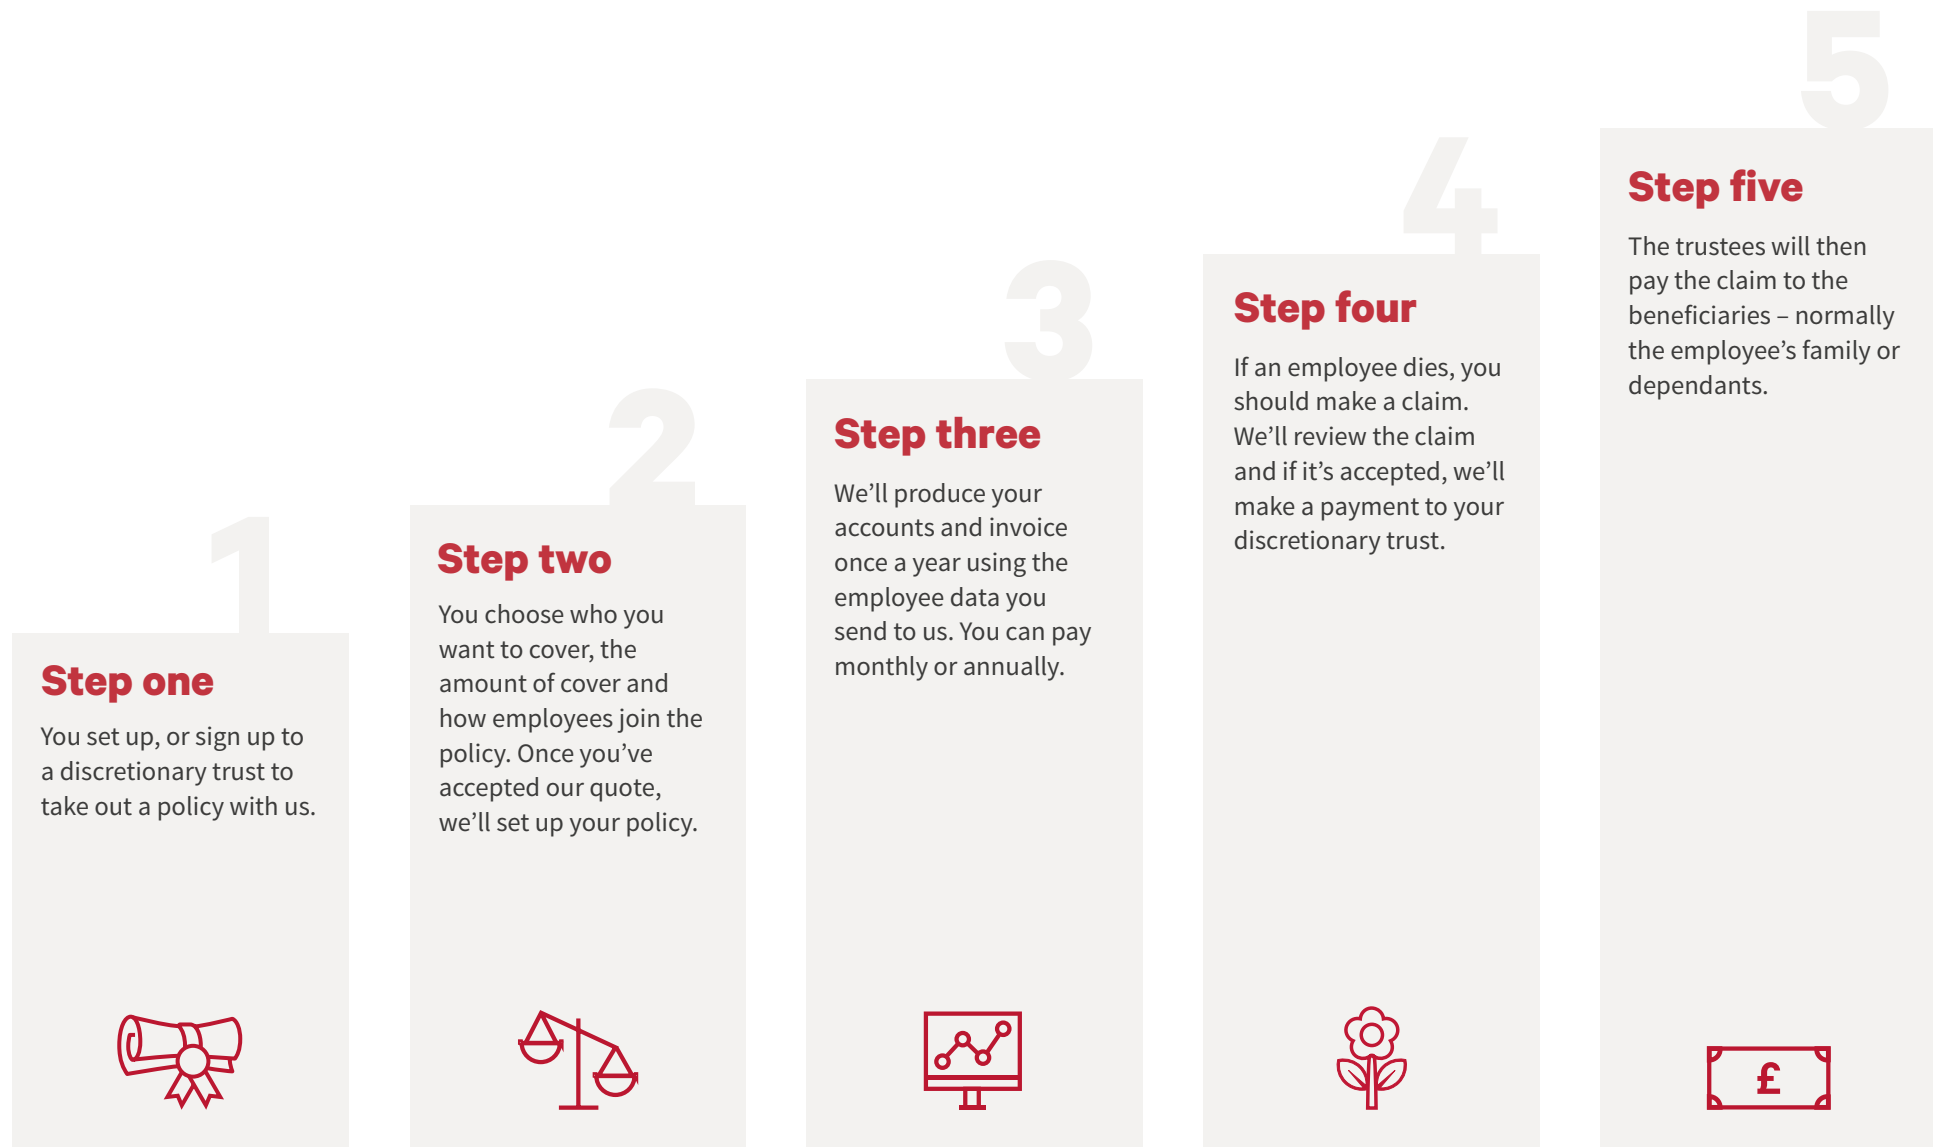 1
Step one
You set up, or sign up to
a discretionary trust to
take out a policy with us.
2
Step two
You choose who you
want to cover, the
amount of cover and
how employees join the
policy. Once you’ve
accepted our quote,
we’ll set up your policy.
3
Step three
We’ll produce your
accounts and invoice
once a year using the
employee data you
send to us. You can pay
monthly or annually.
4
Step four
If an employee dies, you
should make a claim.
We’ll review the claim
and if it’s accepted, we’ll
make a payment to your
discretionary trust.
5
Step five
The trustees will then
pay the claim to the
beneficiaries – normally
the employee’s family or
dependants.
£